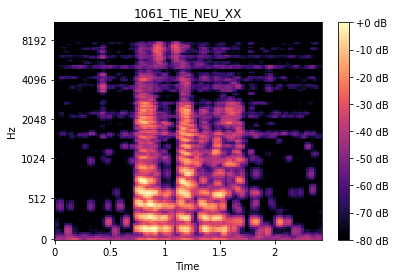 1061_TIE_NEU_XX
Hz
8192
4096
2048
1024
512
0
0
0.5
1
1.5
2
Time
+0 dB
-10 dB
-20 dB
-30 dB
-40 dB
-50 dB
-60 dB
-70 dB
-80 dB